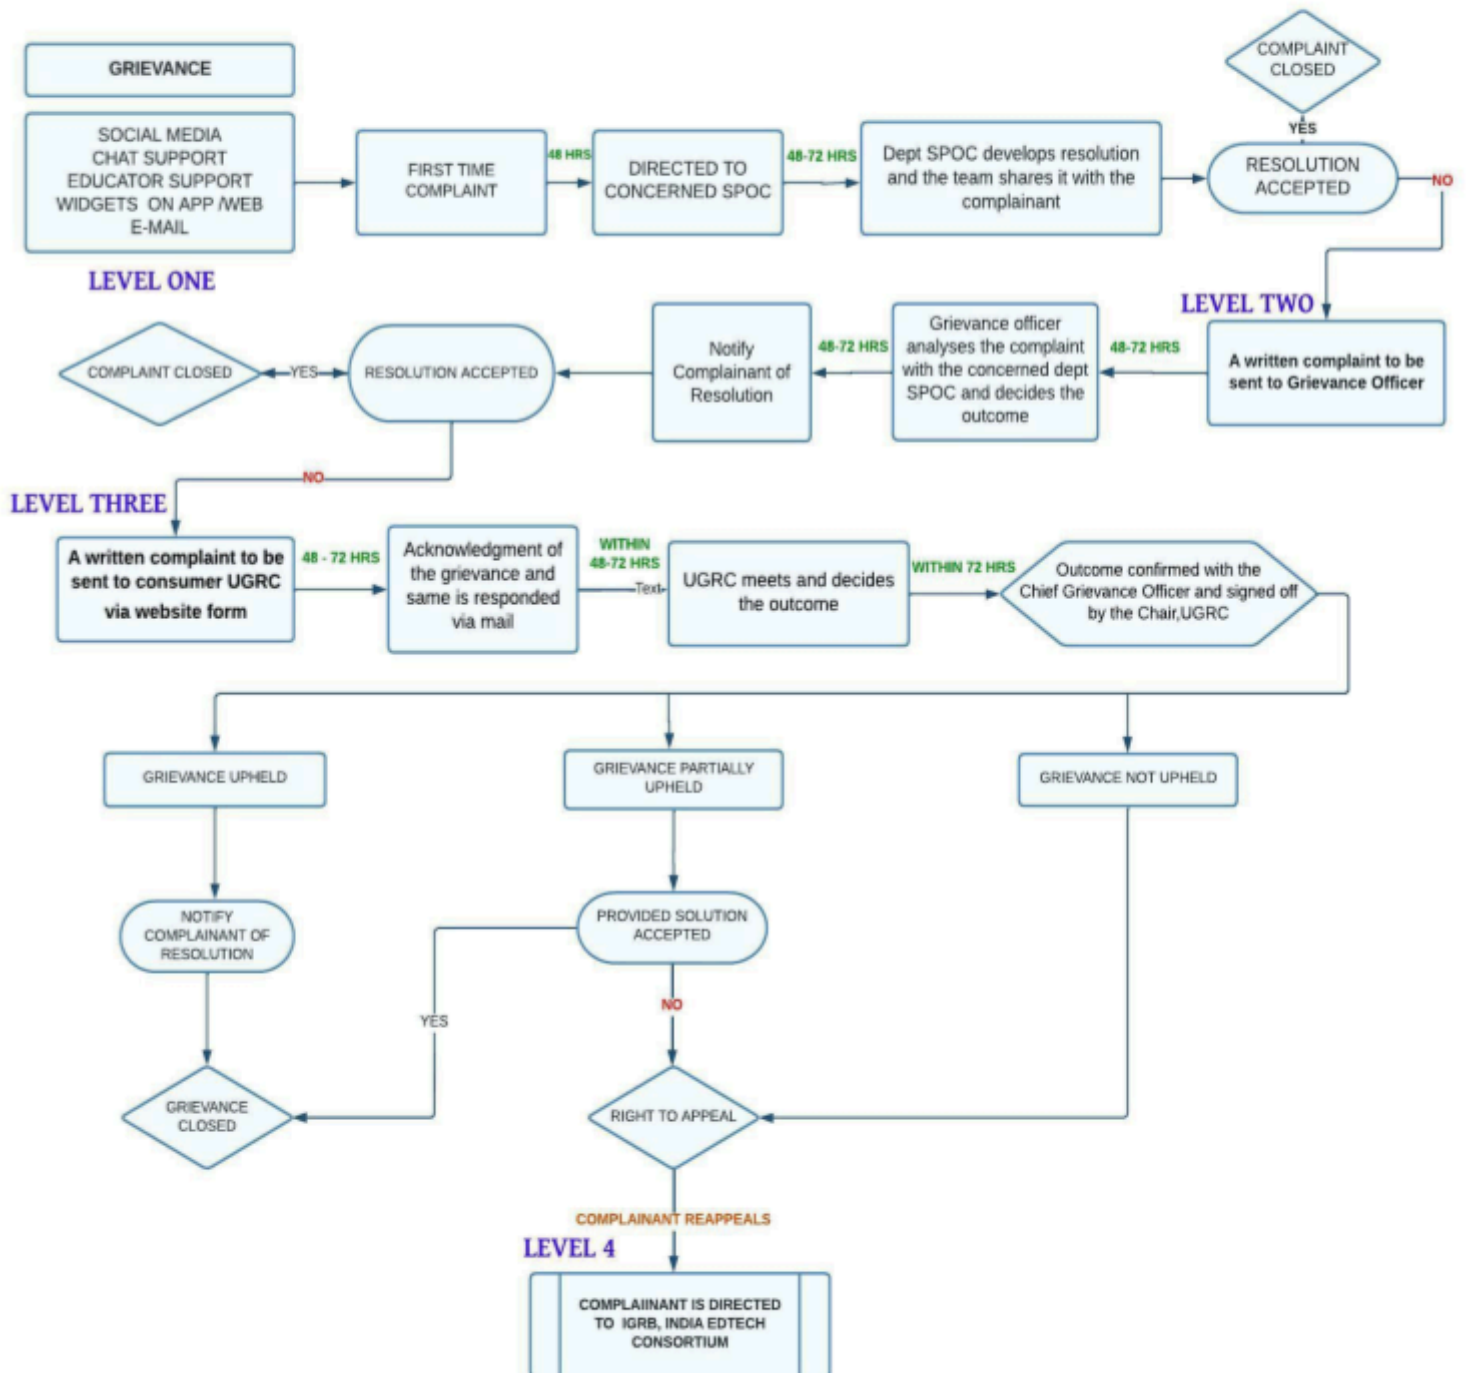 GRIEVANCE
SOCIAL MEDIA
CHAT SUPPORT
EDUCATOR SUPPORT
WIDGETS ON APP /WEB
E-MAIL
LEVEL ONE
FIRST TIME
COMPLAINT
48 HRS
DIRECTED TO
CONCERNED SPOC
48-72 HRS
Dept SPOC develops resolution
and the team shares it with the
complainant
RESOLUTION
ACCEPTED
YES
COMPLAINT
CLOSED
NO
LEVEL TWO
A written complaint to be
sent to Grievance Officer
48-72 HRS
Grievance officer
analyses the complaint
with the concerned dept
SPOC and decides the
outcome
48-72 HRS
Notify
Complainant of
Resolution
RESOLUTION ACCEPTED
YES
COMPLAINT CLOSED
NO
LEVEL THREE
A written complaint to be
sent to consumer UGRC
via website form
48 - 72 HRS
Acknowledgment of
the grievance and
same is responded
via mail
WITHIN
48-72 HRS
Text
UGRC meets and decides
the outcome
WITHIN 72 HRS
Outcome confirmed with the
Chief Grievance Officer and signed off
by the Chair,UGRC
GRIEVANCE UPHELD
GRIEVANCE PARTIALLY
UPHELD
GRIEVANCE NOT UPHELD
NOTIFY
COMPLAINANT OF
RESOLUTION
PROVIDED SOLUTION
ACCEPTED
YES
NO
GRIEVANCE
CLOSED
RIGHT TO APPEAL
COMPLAINANT REAPPEALS
LEVEL 4
COMPLAIINANT IS DIRECTED
TO IGRB, INDIA EDTECH
CONSORTIUM